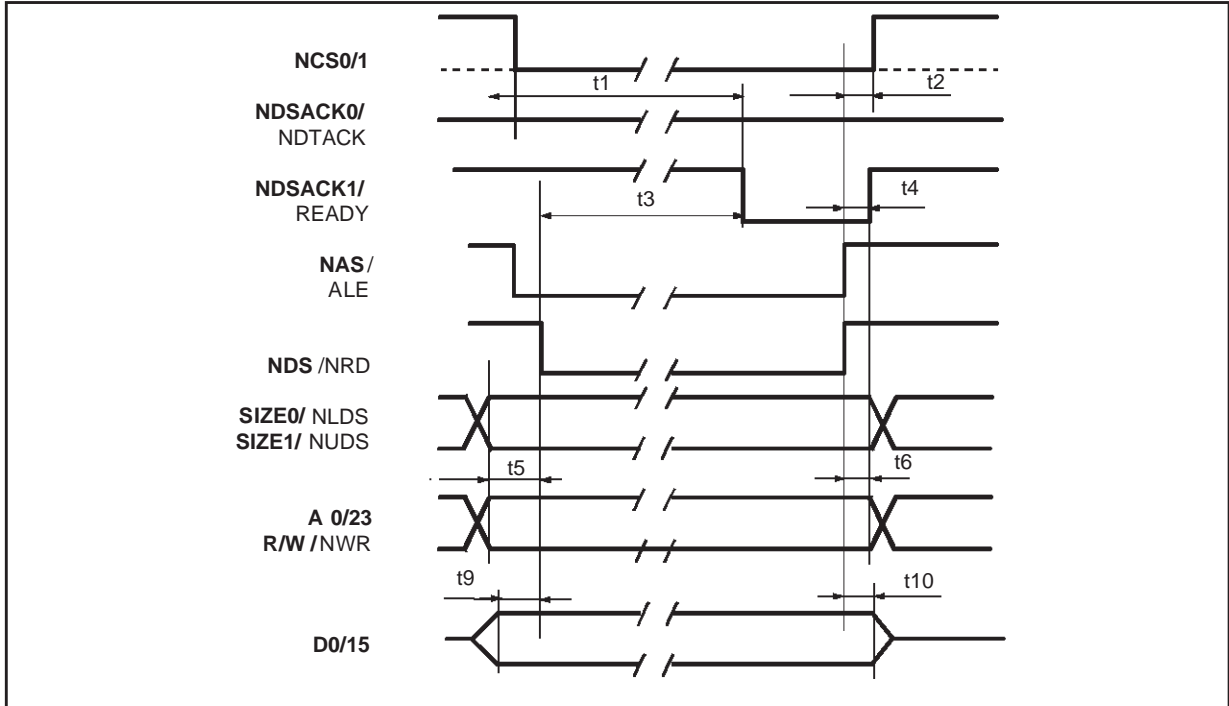 NCS0/1
t1
t2
NDSACK0/
NDTACK
NDSACK1/
READY
t3
t4
NAS/
ALE
NDS /NRD
SIZE0/ NLDS
SIZE1/ NUDS
t5
t6
A 0/23
R/W /NWR
t9
t10
D0/15